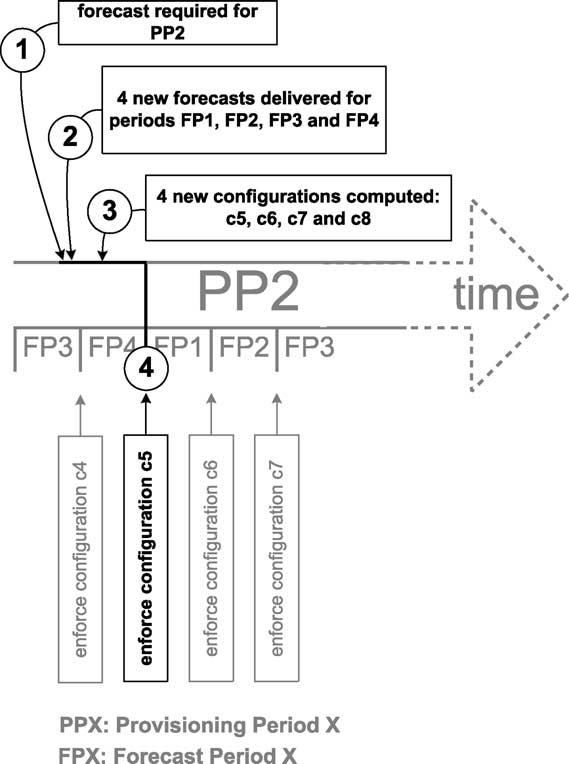 forecast required for
PP2
1
4 new forecasts delivered for
periods FP1, FP2, FP3 and FP4
2
3
4 new configurations computed:
c5, c6, c7 and c8
PP2
time
FP3
FP4
FP1
FP2
FP3
4
enforce configuration c4
enforce configuration c5
enforce configuration c6
enforce configuration c7
PPX: Provisioning Period X
FPX: Forecast Period X